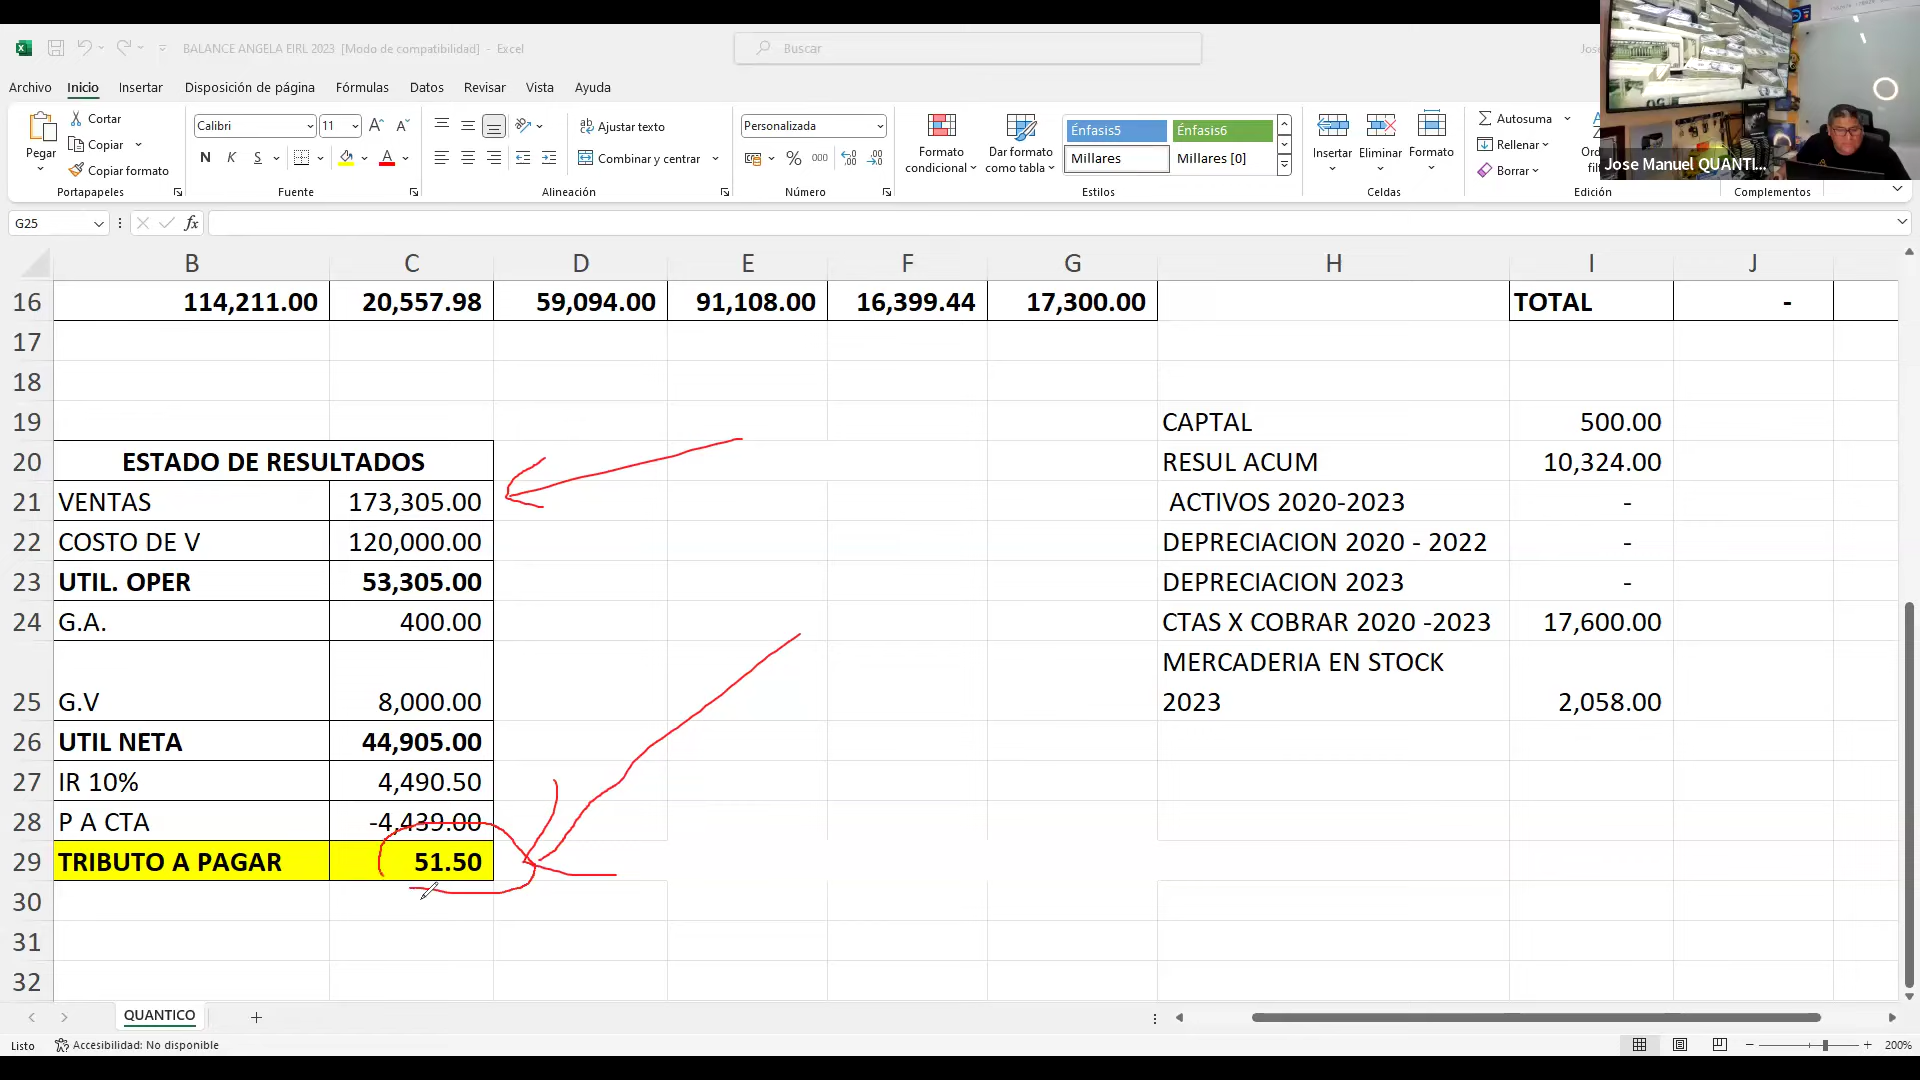 BALANCE ANGELA EIRL 2023 [Modo de compatibilidad] - Excel
Buscar
Archivo Inicio Insertar Disposición de página Fórmulas Datos Revisar Vista Ayuda
Pegar
Cortar
Copiar
Copiar formato
Portapapeles
Calibri 11
N K S
Fuente
Ajustar texto
Combinar y centrar
Alineación
Personalizada
% 000
Número
Formato condicional
Dar formato como tabla
Énfasis5 Énfasis6
Millares Millares [0]
Estilos
Insertar Eliminar Formato
Celdas
Autosuma
Rellenar
Borrar
Edición
Complementos
Jose Manuel QUANTI...
G25
fx
B C D E F G H I J
16 114,211.00 20,557.98 59,094.00 91,108.00 16,399.44 17,300.00 TOTAL -
17
18
19 CAPTAL 500.00
20 ESTADO DE RESULTADOS RESUL ACUM 10,324.00
21 VENTAS 173,305.00 ACTIVOS 2020-2023 -
22 COSTO DE V 120,000.00 DEPRECIACION 2020 - 2022 -
23 UTIL. OPER 53,305.00 DEPRECIACION 2023 -
24 G.A. 400.00 CTAS X COBRAR 2020 -2023 17,600.00
MERCADERIA EN STOCK
25 G.V 8,000.00 2023 2,058.00
26 UTIL NETA 44,905.00
27 IR 10% 4,490.50
28 P A CTA -4,439.00
29 TRIBUTO A PAGAR 51.50
30
31
32
QUANTICO
Listo Accesibilidad: No disponible
200%